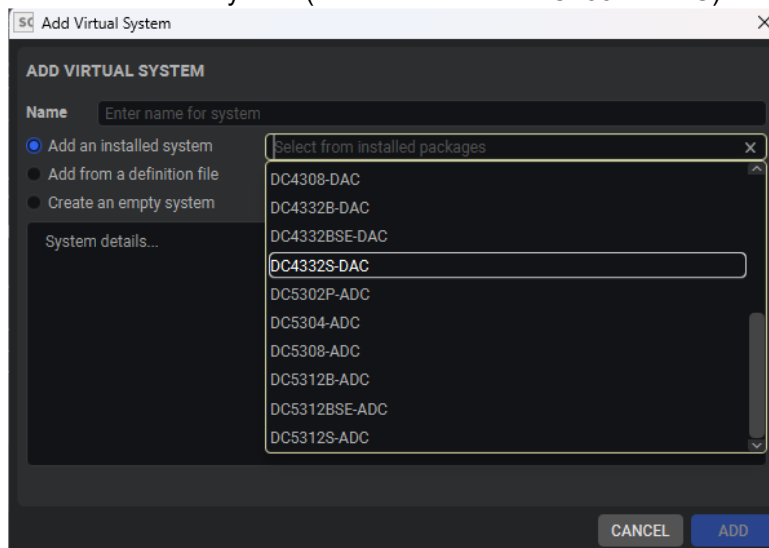 SC Add Virtual System
ADD VIRTUAL SYSTEM
Name Enter name for system
Add an installed system Select from installed packages
Add from a definition file
Create an empty system
System details...
DC4308-DAC
DC4332B-DAC
DC4332BSE-DAC
DC4332S-DAC
DC5302P-ADC
DC5304-ADC
DC5308-ADC
DC5312B-ADC
DC5312BSE-ADC
DC5312S-ADC
CANCEL ADD